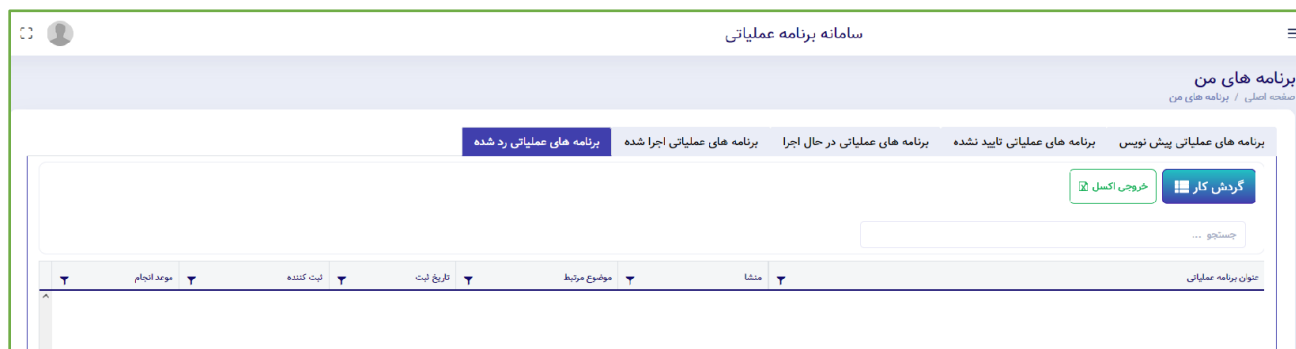 سامانه برنامه عملیاتی
برنامه های من
صفحه اصلی / برنامه های من
برنامه های عملیاتی پیش نویس برنامه های عملیاتی تایید نشده برنامه های عملیاتی در حال اجرا برنامه های عملیاتی اجرا شده برنامه های عملیاتی رد شده
گردش کار خروجی اکسل
جستجو ...
عنوان برنامه عملیاتی منشا موضوع مرتبط تاریخ ثبت ثبت کننده موعد انجام